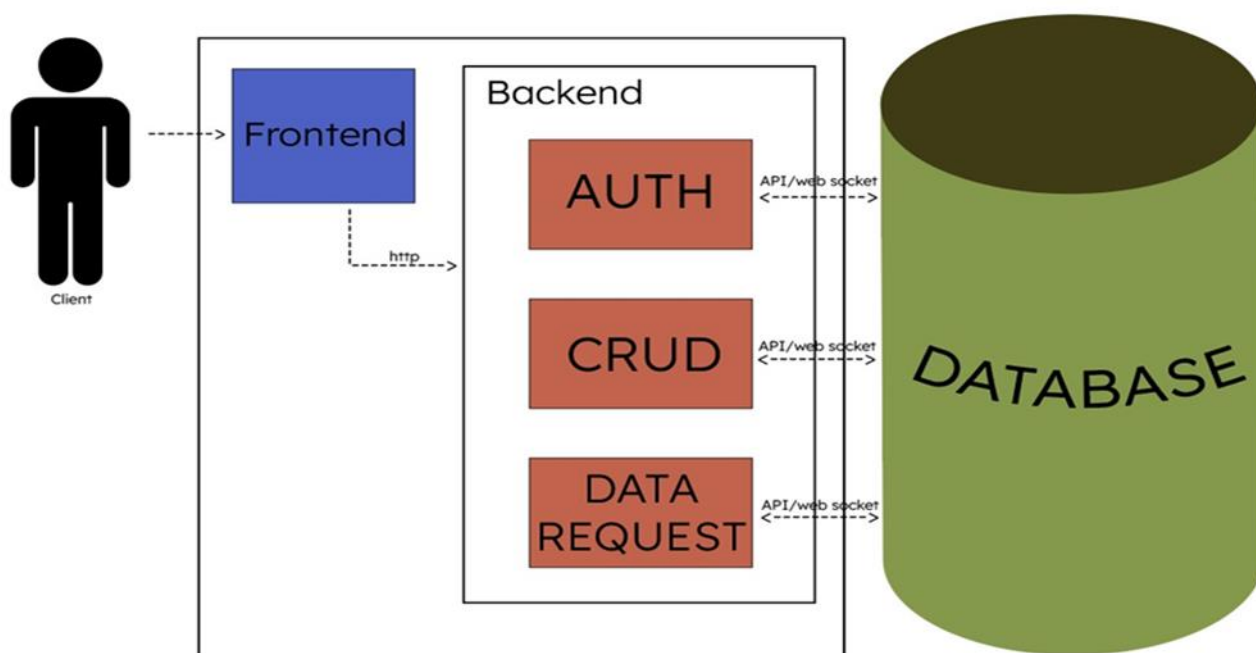 Client
Frontend
http
Backend
AUTH
API/web socket
CRUD
API/web socket
DATA
REQUEST
API/web socket
DATABASE